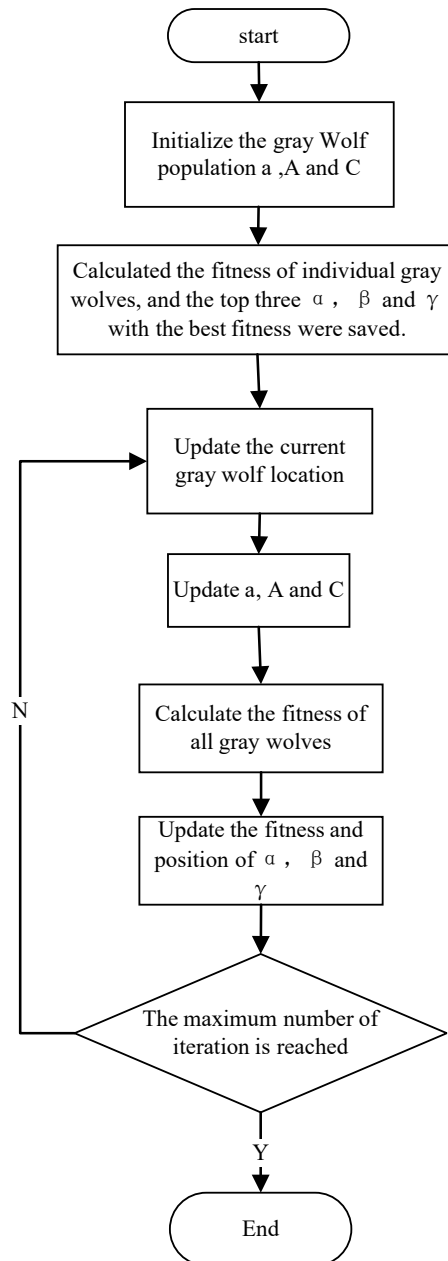 start
Initialize the gray Wolf
population a ,A and C
Calculated the fitness of individual gray
wolves, and the top three α， β and γ
with the best fitness were saved.
Update the current
gray wolf location
Update a, A and C
N
Calculate the fitness of
all gray wolves
Update the fitness and
position of α， β and
γ
The maximum number of
iteration is reached
Y
End